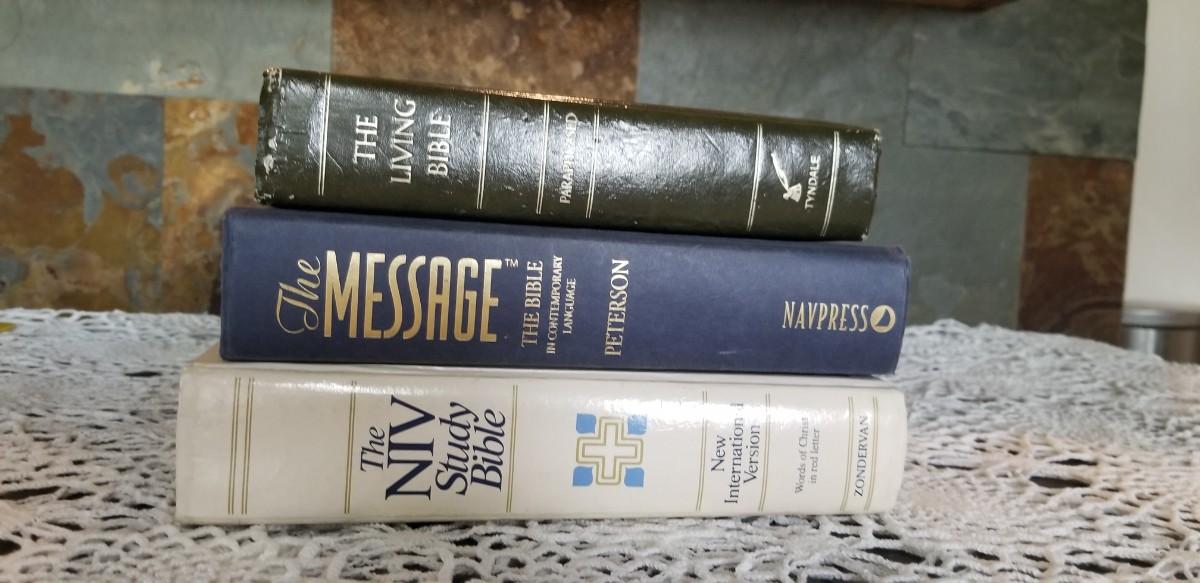 THE
LIVING
BIBLE
PARAPHRASED
TYNDALE
The
MESSAGE™
THE BIBLE
IN CONTEMPORARY
LANGUAGE
PETERSON
NAVPRESS
The
NIV
Study
Bible
New
International
Version
Words of Christ
in red letter
ZONDERVAN